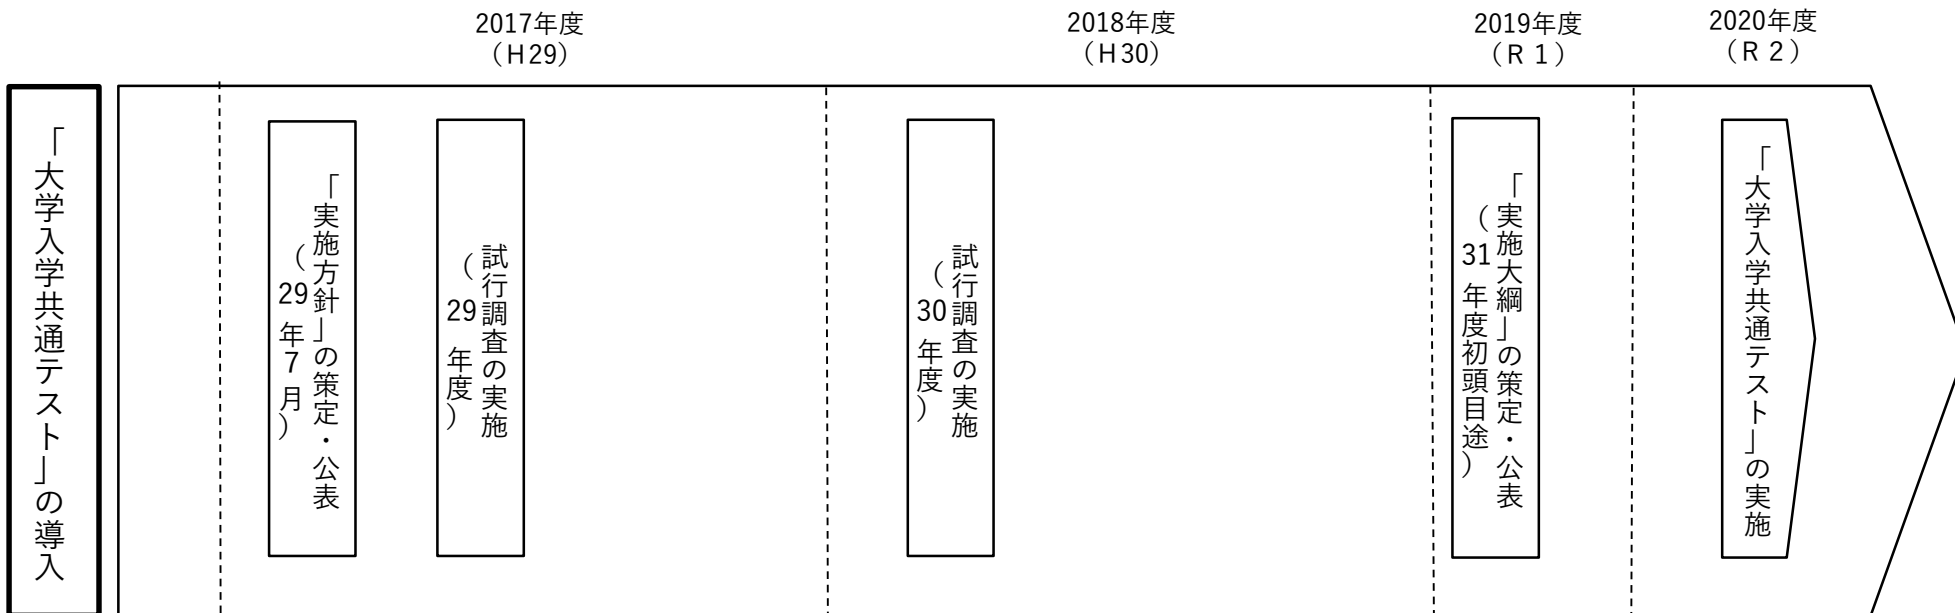 2017年度
（H29）
2018年度
（H30）
2019年度
（R 1）
2020年度
（R 2）
「大学入学共通テスト」の導入
「実施方針」の策定・公表
（29年7月）
試行調査の実施
（29年度）
試行調査の実施
（30年度）
「実施大綱」の策定・公表
（31年度初頭目途）
「大学入学共通テスト」の実施